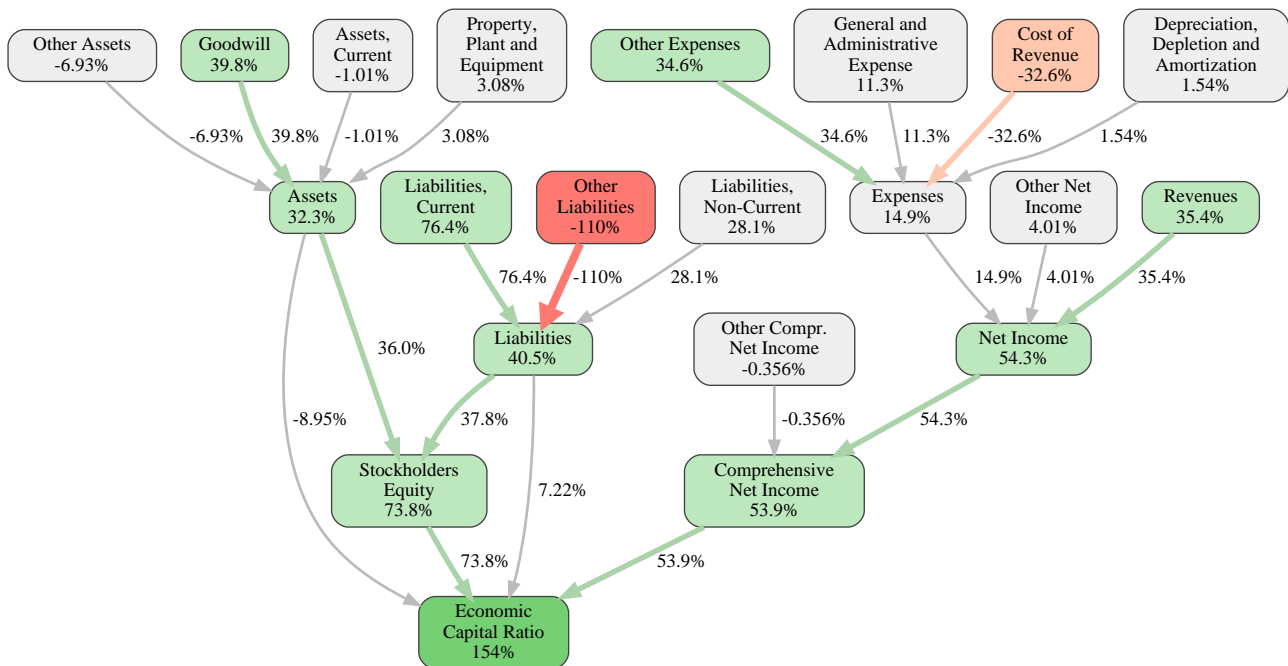 Other Assets
-6.93%
Goodwill
39.8%
Assets,
Current
-1.01%
Property,
Plant and
Equipment
3.08%
Other Expenses
34.6%
General and
Administrative
Expense
11.3%
Cost of
Revenue
-32.6%
Depreciation,
Depletion and
Amortization
1.54%
-6.93%
39.8%
-1.01%
3.08%
34.6%
11.3%
-32.6%
1.54%
Assets
32.3%
Liabilities,
Current
76.4%
Other
Liabilities
-110%
Liabilities,
Non-Current
28.1%
Expenses
14.9%
Other Net
Income
4.01%
Revenues
35.4%
76.4%
-110%
28.1%
14.9%
4.01%
35.4%
36.0%
Liabilities
40.5%
Other Compr.
Net Income
-0.356%
Net Income
54.3%
-8.95%
37.8%
-0.356%
54.3%
Stockholders
Equity
73.8%
7.22%
Comprehensive
Net Income
53.9%
73.8%
53.9%
Economic
Capital Ratio
154%